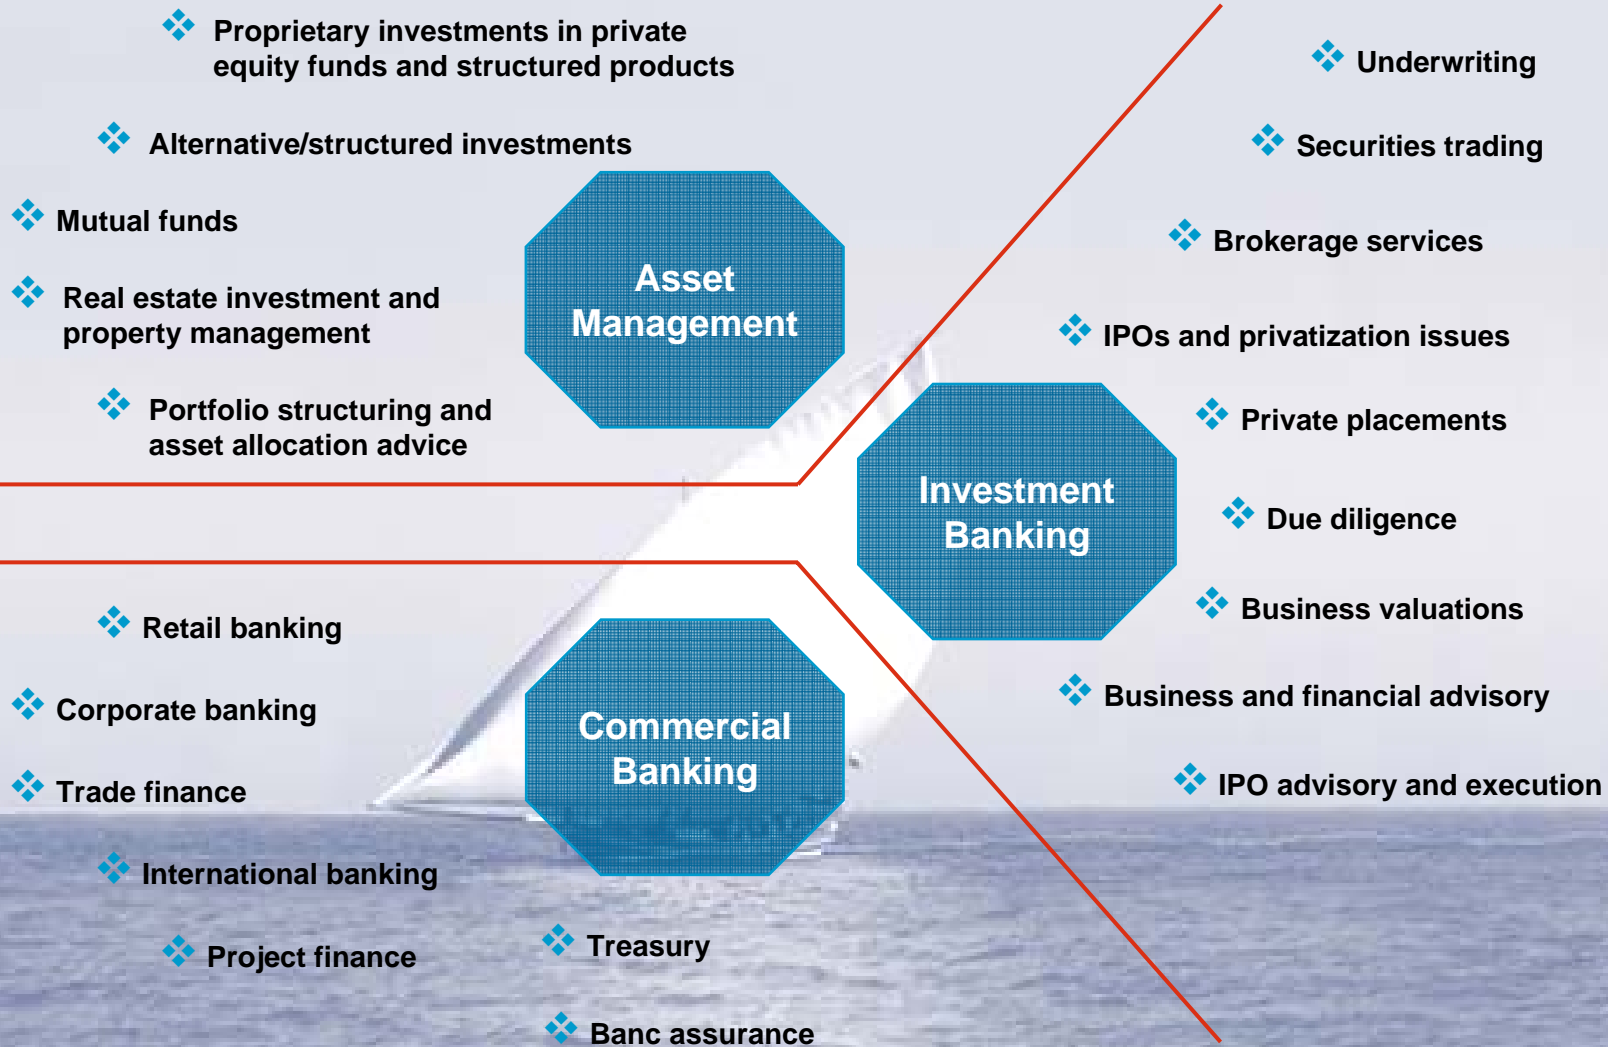 Proprietary investments in private
equity funds and structured products
Alternative/structured investments
Mutual funds
Real estate investment and
property management
Portfolio structuring and
asset allocation advice
Asset
Management
Underwriting
Securities trading
Brokerage services
IPOs and privatization issues
Private placements
Due diligence
Business valuations
Business and financial advisory
IPO advisory and execution
Investment
Banking
Retail banking
Corporate banking
Trade finance
International banking
Project finance
Treasury
Banc assurance
Commercial
Banking